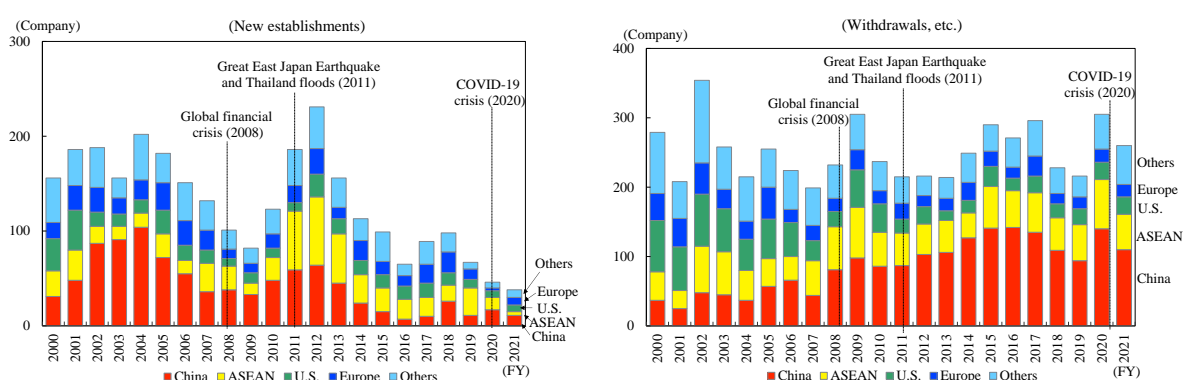 (Company)
(New establishments)
300
200
100
0
Great East Japan Earthquake
and Thailand floods (2011)
Global financial
crisis (2008)
COVID-19
crisis (2020)
Others
Europe
U.S.
ASEAN
China
2000 2001 2002 2003 2004 2005 2006 2007 2008 2009 2010 2011 2012 2013 2014 2015 2016 2017 2018 2019 2020 2021
(FY)
China ASEAN U.S. Europe Others
(Company)
(Withdrawals, etc.)
400
300
200
100
0
Great East Japan Earthquake
and Thailand floods (2011)
Global financial
crisis (2008)
COVID-19
crisis (2020)
Others
Europe
U.S.
ASEAN
China
2000 2001 2002 2003 2004 2005 2006 2007 2008 2009 2010 2011 2012 2013 2014 2015 2016 2017 2018 2019 2020 2021
(FY)
China ASEAN U.S. Europe Others